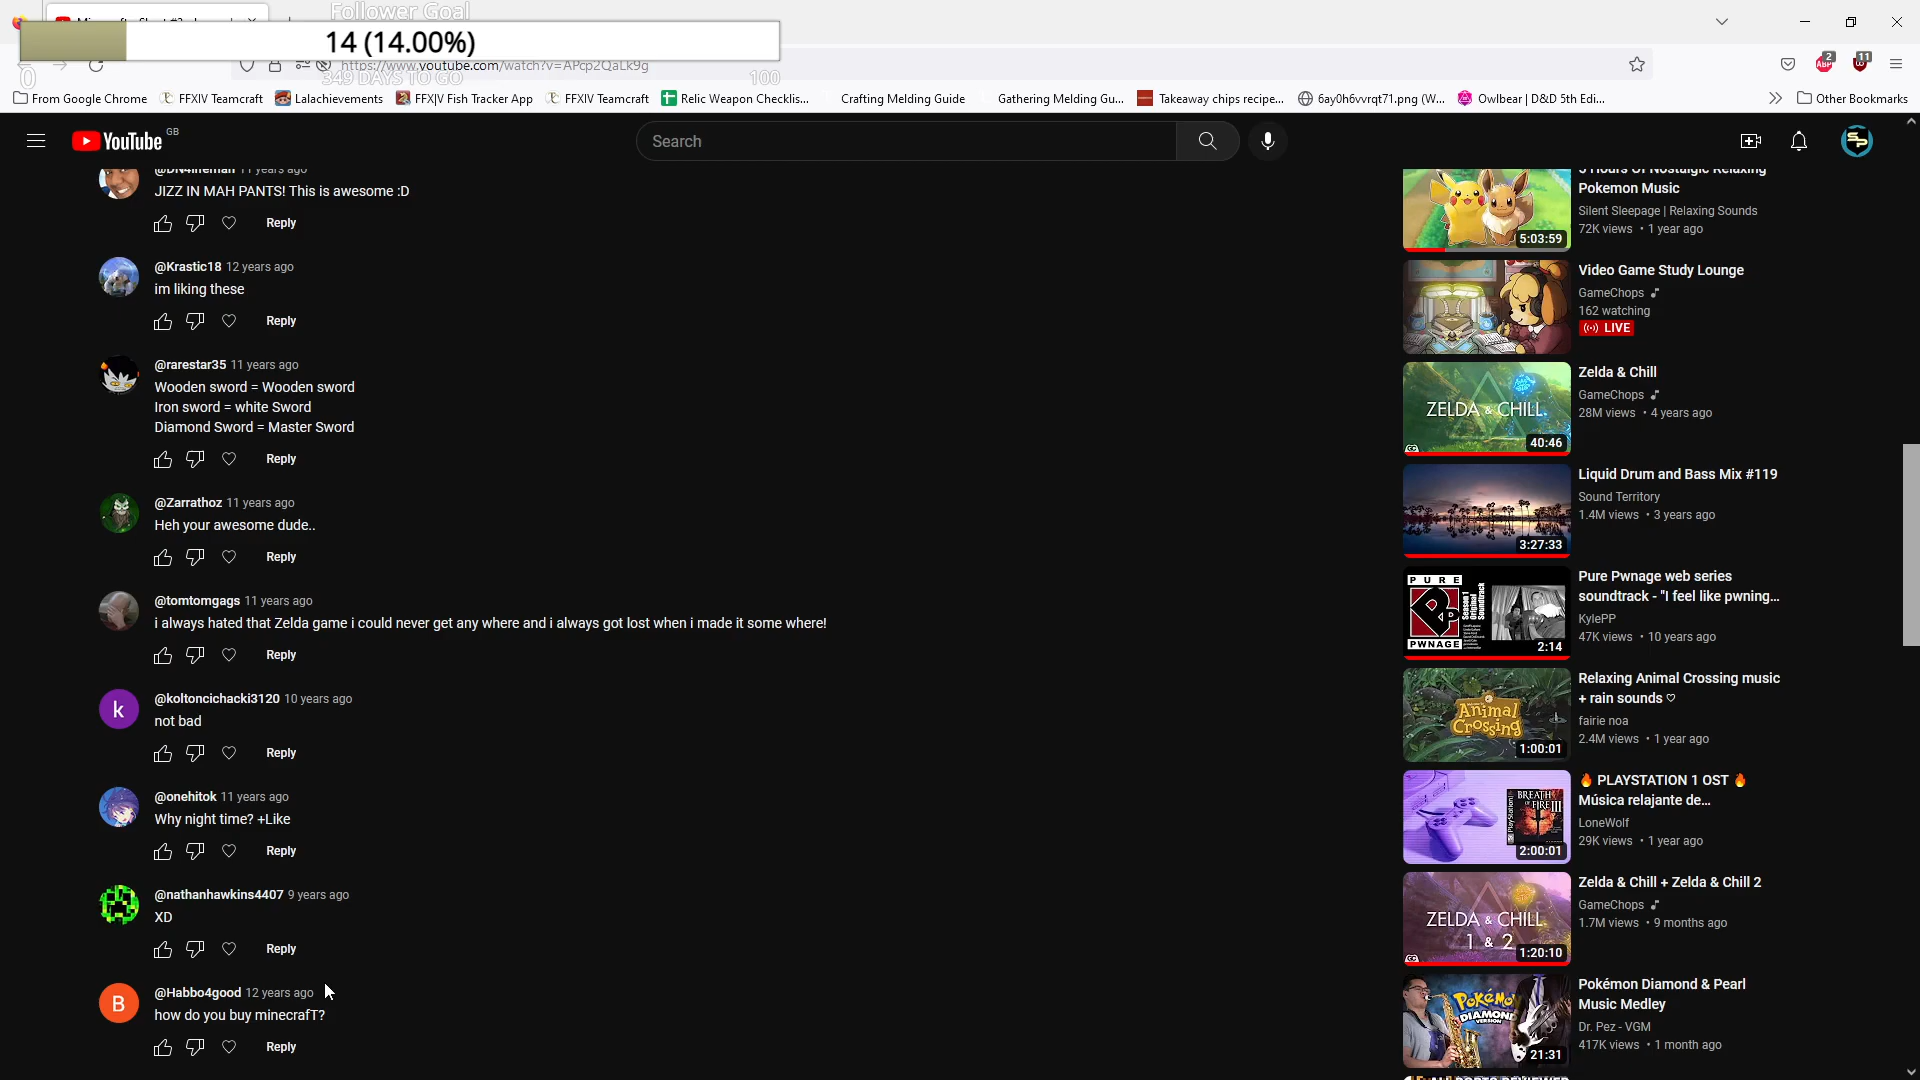 Follower Goal
14 (14.00%)
0
349 DAYS TO GO
100
https://www.youtube.com/watch?v=APcp2QaLk9g
ABP
2
11
From Google Chrome
FFXIV Teamcraft
Lalachievements
FFX|V Fish Tracker App
FFXIV Teamcraft
Relic Weapon Checklis...
Crafting Melding Guide
Gathering Melding Gu...
Takeaway chips recipe...
6ay0h6vvrqt71.png (W...
Owlbear | D&D 5th Edi...
Other Bookmarks
YouTube
GB
Search
SP
11 years ago
JIZZ IN MAH PANTS! This is awesome :D
Reply
@Krastic18 12 years ago
im liking these
Reply
@rarestar35 11 years ago
Wooden sword = Wooden sword
Iron sword = white Sword
Diamond Sword = Master Sword
Reply
@Zarrathoz 11 years ago
Heh your awesome dude..
Reply
@tomtomgags 11 years ago
i always hated that Zelda game i could never get any where and i always got lost when i made it some where!
Reply
k
@koltoncichacki3120 10 years ago
not bad
Reply
@onehitok 11 years ago
Why night time? +Like
Reply
@nathanhawkins4407 9 years ago
XD
Reply
B
@Habbo4good 12 years ago
how do you buy minecrafT?
Reply
5:03:59
5 Hours Of Nostalgic Relaxing
Pokemon Music
Silent Sleepage | Relaxing Sounds
72K views • 1 year ago
Video Game Study Lounge
GameChops
162 watching
LIVE
ZELDA & CHILL
40:46
Zelda & Chill
GameChops
28M views • 4 years ago
3:27:33
Liquid Drum and Bass Mix #119
Sound Territory
1.4M views • 3 years ago
PURE
PWNAGE
2:14
Pure Pwnage web series
soundtrack - "I feel like pwning...
KylePP
47K views • 10 years ago
Animal
Crossing
1:00:01
Relaxing Animal Crossing music
+ rain sounds ♡
fairie noa
2.4M views • 1 year ago
BREATH
OF FIRE III
2:00:01
🔥 PLAYSTATION 1 OST 🔥
Música relajante de...
LoneWolf
29K views • 1 year ago
ZELDA & CHILL
1 & 2
1:20:10
Zelda & Chill + Zelda & Chill 2
GameChops
1.7M views • 9 months ago
Pokémon
DIAMOND
VERSION
21:31
Pokémon Diamond & Pearl
Music Medley
Dr. Pez - VGM
417K views • 1 month ago